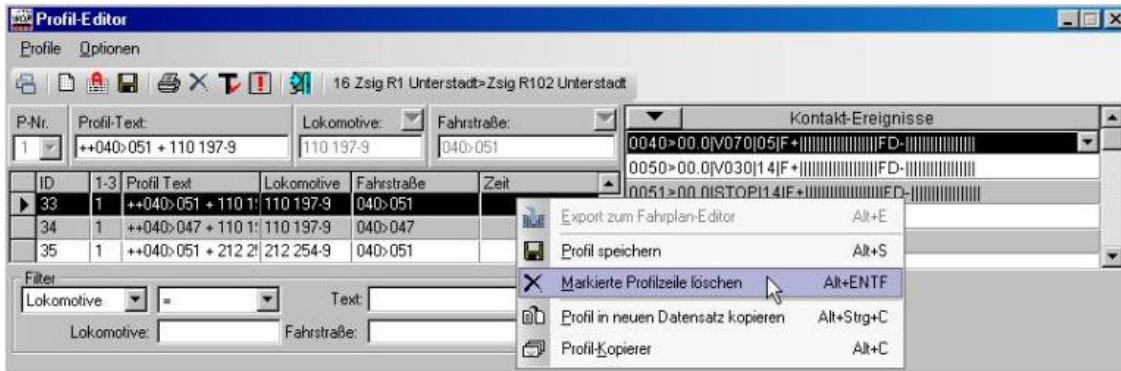 Profil-Editor
Profile Optionen
16 Zsig R1 Unterstadt>Zsig R102 Unterstadt
P-Nr. Profil-Text: Lokomotive: Fahrstraße: Kontakt-Ereignisse
1 ++040>051 + 110 197-9 110 197-9 040>051
0040>00.0|V070|05|F+||||||||||||||||||FD-||||||||||||||||
0050>00.0|V030|14|F+||||||||||||||||||FD-||||||||||||||||
0051>00.0|STOP|14|F+||||||||||||||||||FD-||||||||||||||||
ID 1-3 Profil Text Lokomotive Fahrstraße Zeit
33 1 ++040>051 + 110 1 110 197-9 040>051
34 1 ++040>047 + 110 1 110 197-9 040>047
35 1 ++040>051 + 212 2 212 254-9 040>051
Export zum Fahrplan-Editor Alt+E
Profil speichern Alt+S
Markierte Profilzeile löschen Alt+ENTF
Profil in neuen Datensatz kopieren Alt+Strg+C
Profil-Kopierer Alt+C
Filter
Lokomotive = Text:
Lokomotive: Fahrstraße: